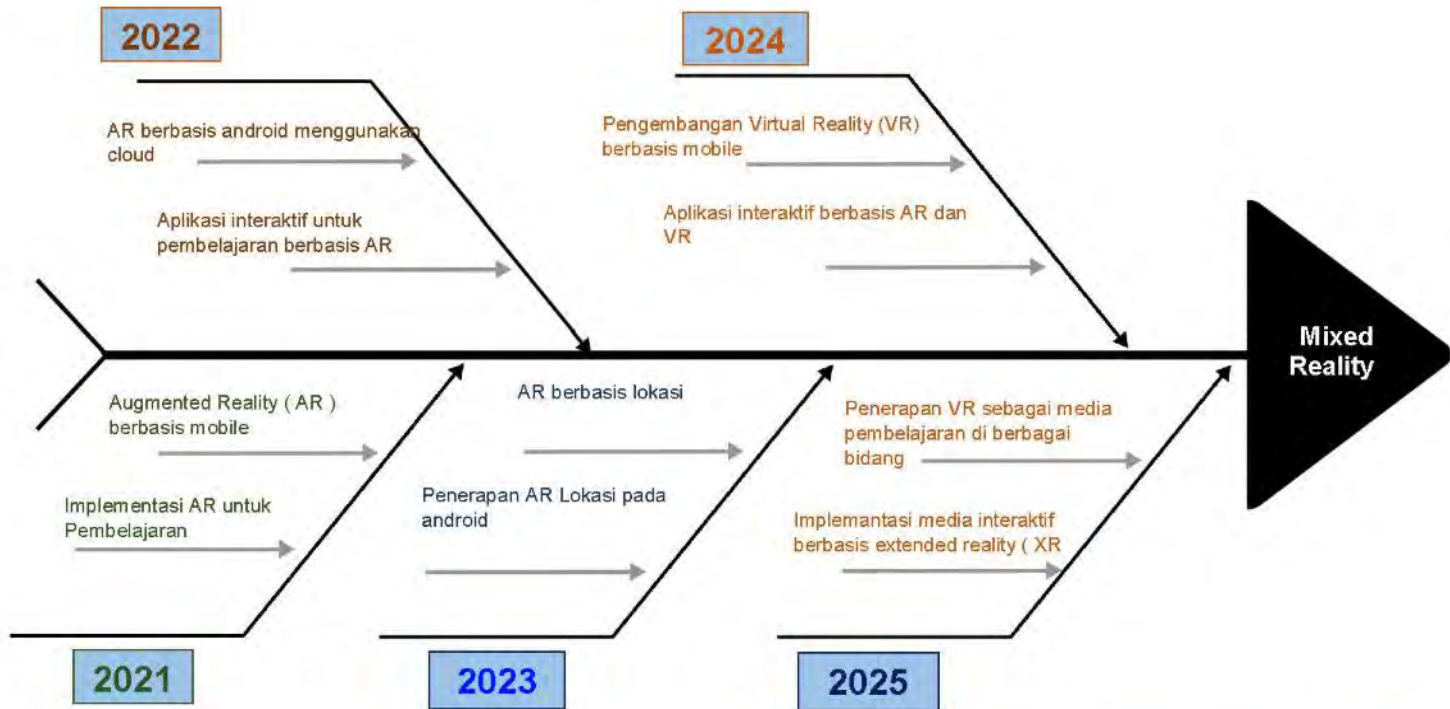 2022
2024
AR berbasis android menggunakan
cloud
Pengembangan Virtual Reality (VR)
berbasis mobile
Aplikasi interaktif untuk
pembelajaran berbasis AR
Aplikasi interaktif berbasis AR dan
VR
Mixed
Reality
Augmented Reality ( AR )
berbasis mobile
AR berbasis lokasi
Penerapan VR sebagai media
pembelajaran di berbagai
bidang
Implementasi AR untuk
Pembelajaran
Penerapan AR Lokasi pada
android
Implemantasi media interaktif
berbasis extended reality ( XR
2021
2023
2025